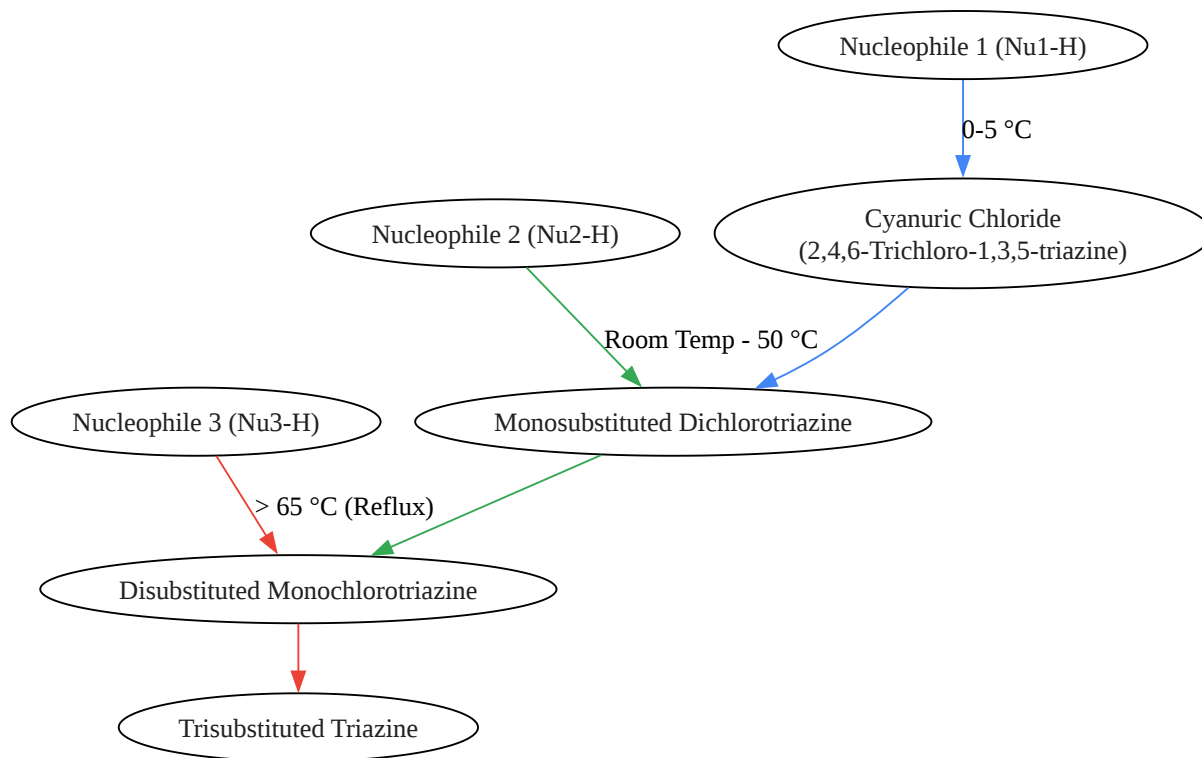 Nucleophile 1 (Nu1-H)
0-5 °C
Cyanuric Chloride
(2,4,6-Trichloro-1,3,5-triazine)
Nucleophile 2 (Nu2-H)
Room Temp - 50 °C
Nucleophile 3 (Nu3-H)
Monosubstituted Dichlorotriazine
> 65 °C (Reflux)
Disubstituted Monochlorotriazine
Trisubstituted Triazine